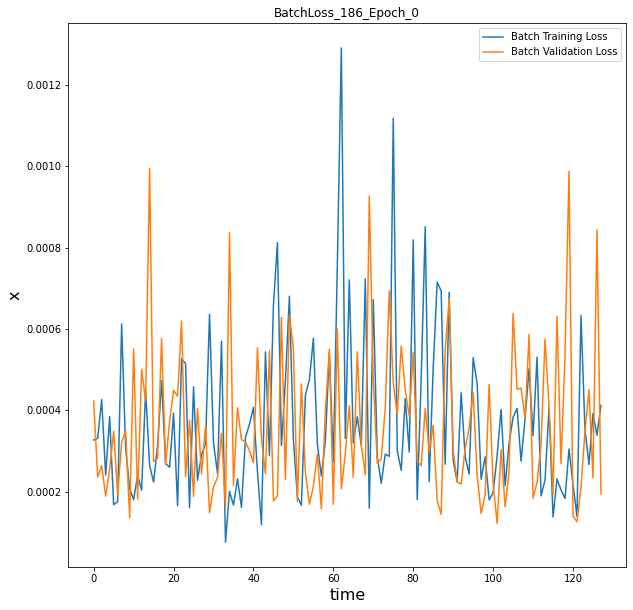 BatchLoss_186_Epoch_0
Batch Training Loss
Batch Validation Loss
0.0012
0.0010
0.0008
0.0006
0.0004
0.0002
x
0 20 40 60 80 100 120
time